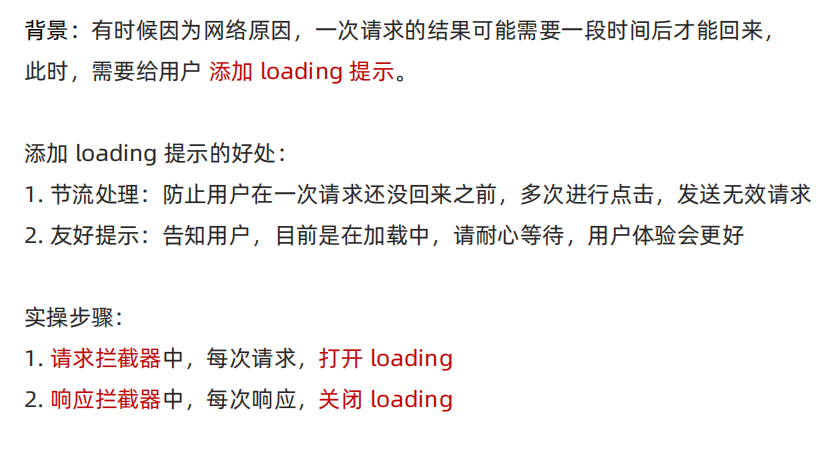 背景：有时候因为网络原因，一次请求的结果可能需要一段时间后才能回来，
此时，需要给用户 添加 loading 提示。
添加 loading 提示的好处：
1. 节流处理：防止用户在一次请求还没回来之前，多次进行点击，发送无效请求
2. 友好提示：告知用户，目前是在加载中，请耐心等待，用户体验会更好
实操步骤：
1. 请求拦截器中，每次请求，打开 loading
2. 响应拦截器中，每次响应，关闭 loading